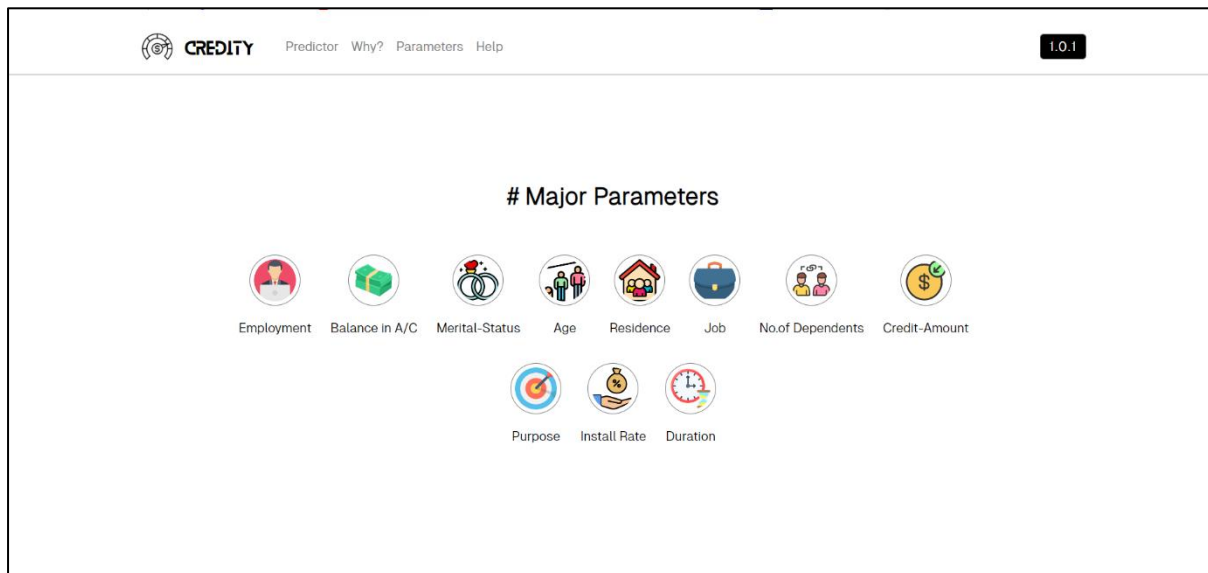 CREDITY Predictor Why? Parameters Help 1.0.1
# Major Parameters
Employment Balance in A/C Merital-Status Age Residence Job No.of Dependents Credit-Amount
Purpose Install Rate Duration